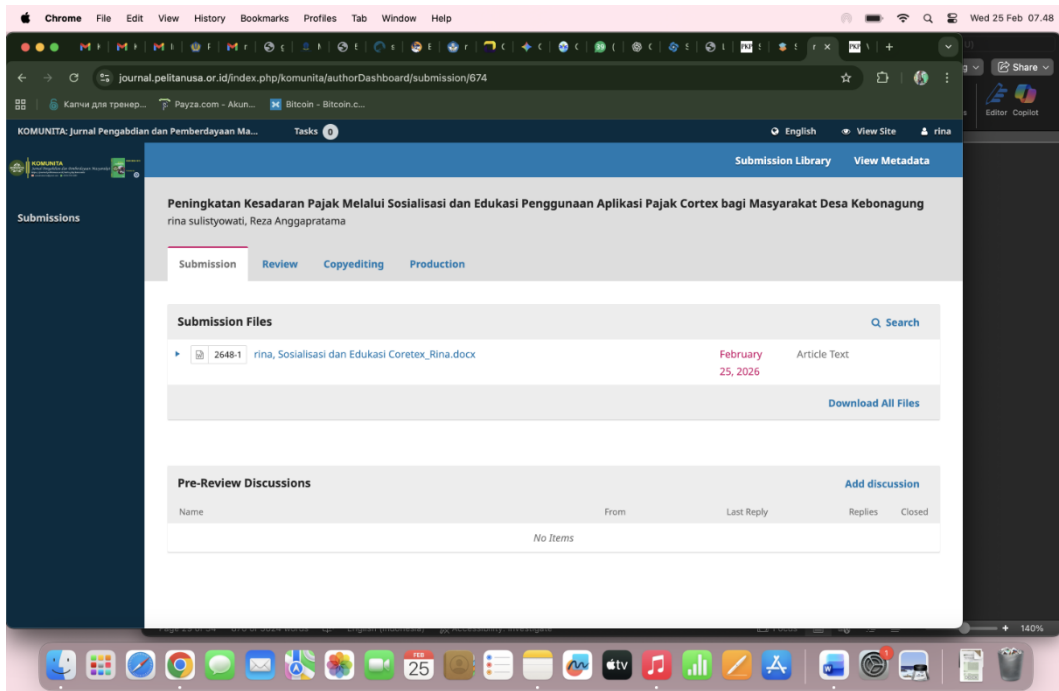 Chrome File Edit View History Bookmarks Profiles Tab Window Help
Wed 25 Feb 07.48
journal.pelitanusa.or.id/index.php/komunita/authorDashboard/submission/674
Share
Капчи для тренер... Payza.com - Akun... Bitcoin - Bitcoin.c...
Editor Copilot
KOMUNITA: Jurnal Pengabdian dan Pemberdayaan Ma... Tasks 0 English View Site rina
KOMUNITA
Submission Library View Metadata
Submissions
Peningkatan Kesadaran Pajak Melalui Sosialisasi dan Edukasi Penggunaan Aplikasi Pajak Cortex bagi Masyarakat Desa Kebonagung
rina sulistyowati, Reza Anggapratama
Submission Review Copyediting Production
Submission Files Search
2648-1 rina, Sosialisasi dan Edukasi Coretex_Rina.docx February 25, 2026 Article Text
Download All Files
Pre-Review Discussions Add discussion
Name From Last Reply Replies Closed
No Items
140%
FEB
25
tv
1